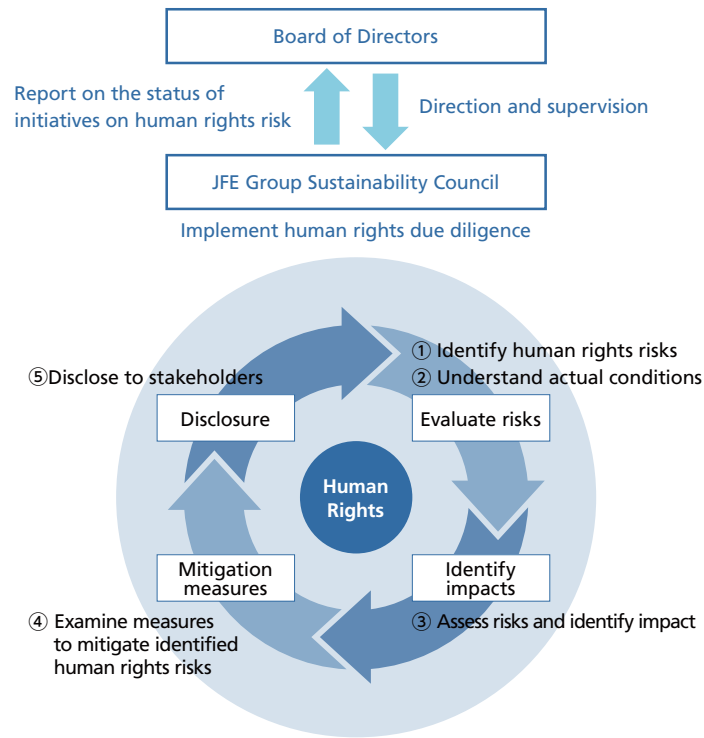 Board of Directors
Report on the status of
initiatives on human rights risk
Direction and supervision
JFE Group Sustainability Council
Implement human rights due diligence
① Identify human rights risks
② Understand actual conditions
Evaluate risks
⑤Disclose to stakeholders
Disclosure
Human
Rights
Mitigation
measures
Identify
impacts
③ Assess risks and identify impact
④ Examine measures
to mitigate identified
human rights risks